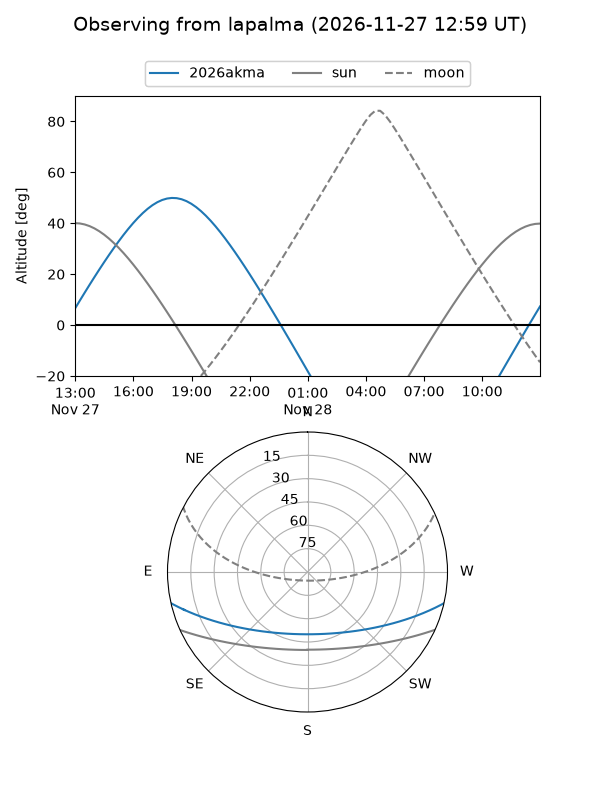 Observing from lapalma (2026-11-27 12:59 UT)
2026akma sun moon
Altitude [deg]
80
60
40
20
0
−20
13:00 16:00 19:00 22:00 01:00 04:00 07:00 10:00
Nov 27 Nov 28
N
NE NW
15
30
45
60
75
E W
SE SW
S